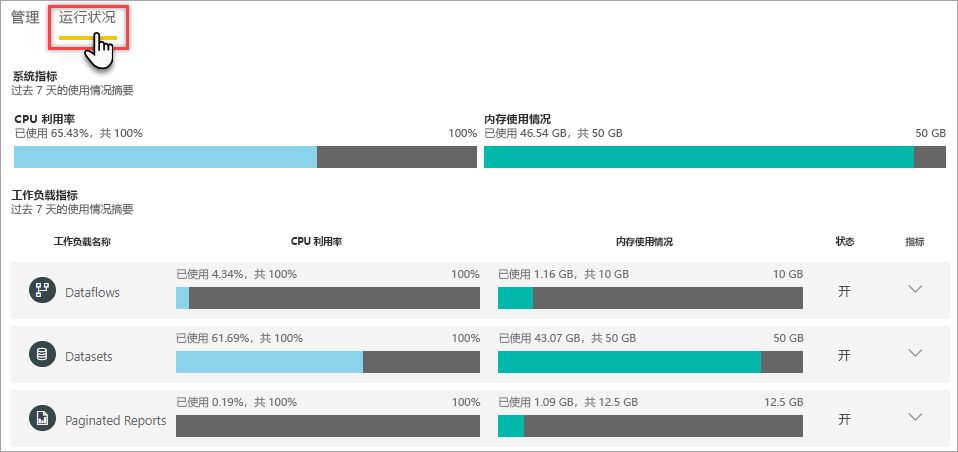 管理 运行状况
系统指标
过去 7 天的使用情况摘要
CPU 利用率 内存使用情况
已使用 65.43%，共 100% 100% 已使用 46.54 GB，共 50 GB 50 GB
工作负载指标
过去 7 天的使用情况摘要
工作负载名称 CPU 利用率 内存使用情况 状态 指标
已使用 4.34%，共 100% 100% 已使用 1.16 GB，共 10 GB 10 GB
Dataflows 开
已使用 61.69%，共 100% 100% 已使用 43.07 GB，共 50 GB 50 GB
Datasets 开
已使用 0.19%，共 100% 100% 已使用 1.09 GB，共 12.5 GB 12.5 GB
Paginated Reports 开